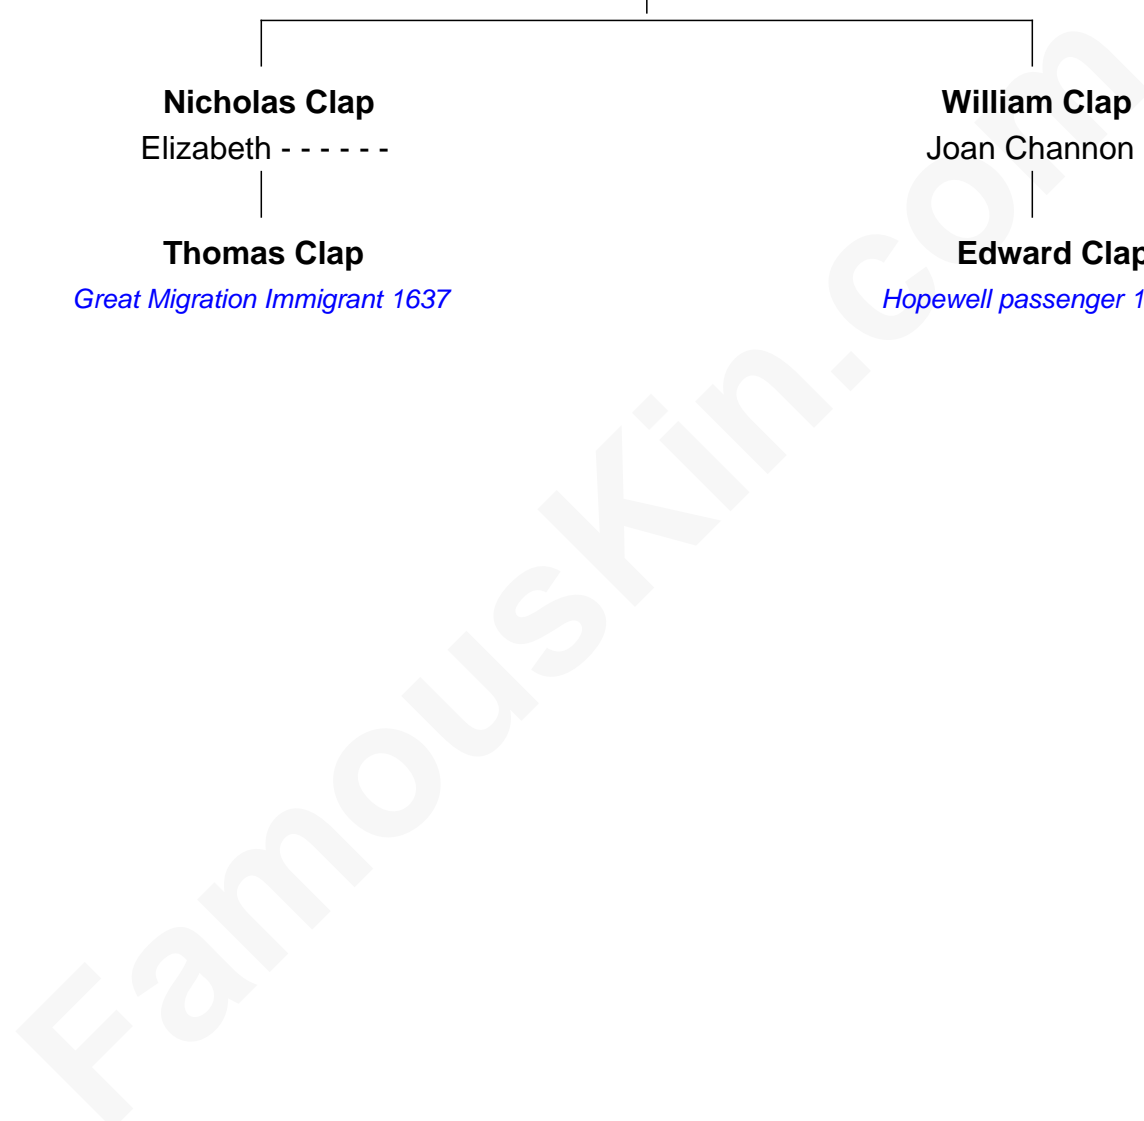 Nicholas Clap
Elizabeth - - - - - -
Thomas Clap
Great Migration Immigrant 1637
William Clap
Joan Channon
Edward Clap
Hopewell passenger 1
FamousKin.com